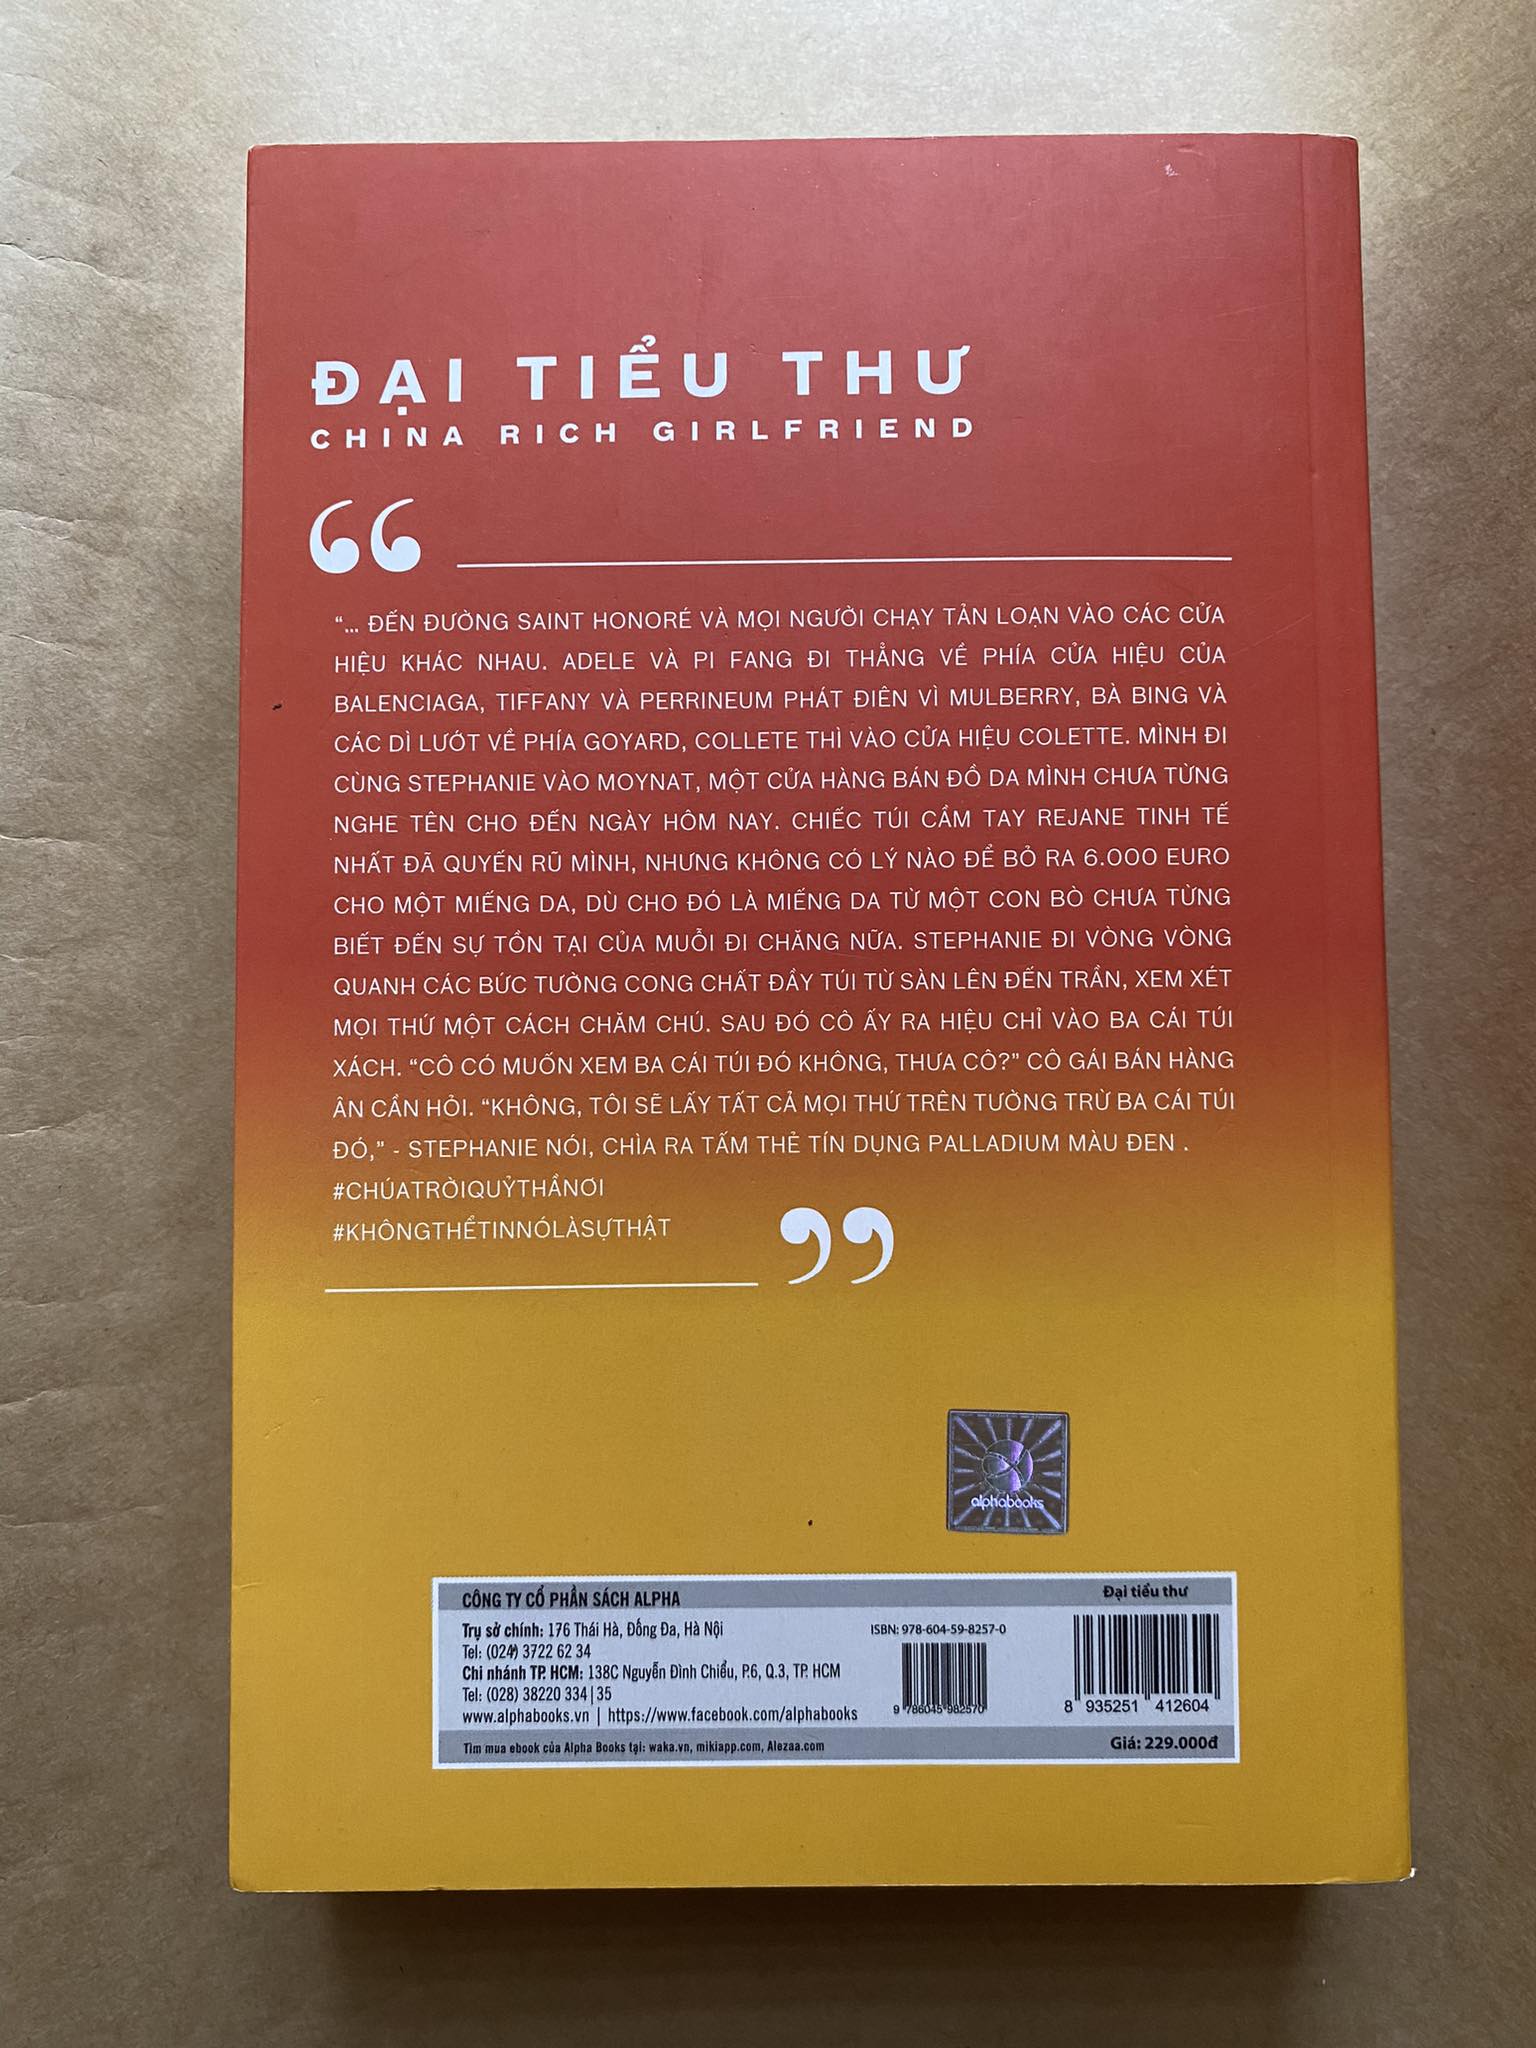 ĐẠI TIỂU THƯ
CHINA RICH GIRLFRIEND
“
“... ĐẾN ĐƯỜNG SAINT HONORÉ VÀ MỌI NGƯỜI CHẠY TẢN LOẠN VÀO CÁC CỬA
HIỆU KHÁC NHAU. ADELE VÀ PI FANG ĐI THẲNG VỀ PHÍA CỬA HIỆU CỦA
BALENCIAGA, TIFFANY VÀ PERRINEUM PHÁT ĐIÊN VÌ MULBERRY, BÀ BING VÀ
CÁC DÌ LƯỚT VỀ PHÍA GOYARD, COLLETE THÌ VÀO CỬA HIỆU COLETTE. MÌNH ĐI
CÙNG STEPHANIE VÀO MOYNAT, MỘT CỬA HÀNG BÁN ĐỒ DA MÌNH CHƯA TỪNG
NGHE TÊN CHO ĐẾN NGÀY HÔM NAY. CHIẾC TÚI CẦM TAY REJANE TINH TẾ
NHẤT ĐÃ QUYẾN RŨ MÌNH, NHƯNG KHÔNG CÓ LÝ NÀO ĐỂ BỎ RA 6.000 EURO
CHO MỘT MIẾNG DA, DÙ CHO ĐÓ LÀ MIẾNG DA TỪ MỘT CON BÒ CHƯA TỪNG
BIẾT ĐẾN SỰ TỒN TẠI CỦA MUỖI ĐI CHĂNG NỮA. STEPHANIE ĐI VÒNG VÒNG
QUANH CÁC BỨC TƯỜNG CONG CHẤT ĐẦY TÚI TỪ SÀN LÊN ĐẾN TRẦN, XEM XÉT
MỌI THỨ MỘT CÁCH CHĂM CHÚ. SAU ĐÓ CÔ ẤY RA HIỆU CHỈ VÀO BA CÁI TÚI
XÁCH. “CÔ CÓ MUỐN XEM BA CÁI TÚI ĐÓ KHÔNG, THƯA CÔ?” CÔ GÁI BÁN HÀNG
ÂN CẦN HỎI. “KHÔNG, TÔI SẼ LẤY TẤT CẢ MỌI THỨ TRÊN TƯỜNG TRỪ BA CÁI TÚI
ĐÓ,” - STEPHANIE NÓI, CHÌA RA TẤM THẺ TÍN DỤNG PALLADIUM MÀU ĐEN .
#CHÚATRỜIQUỶTHẦNƠI
#KHÔNGTHỂTINNÓLÀSỰTHẬT
”
alphabooks
CÔNG TY CỔ PHẦN SÁCH ALPHA
Trụ sở chính: 176 Thái Hà, Đống Đa, Hà Nội
Tel: (024) 3722 62 34
Chi nhánh TP. HCM: 138C Nguyễn Đình Chiểu, P.6, Q.3, TP. HCM
Tel: (028) 38220 334 | 35
www.alphabooks.vn | https://www.facebook.com/alphabooks
Tìm mua ebook của Alpha Books tại: waka.vn, mikiapp.com, Alezaa.com
Đại tiểu thư
ISBN: 978-604-59-8257-0
9 786045 982570
8 935251 412604
Giá: 229.000đ